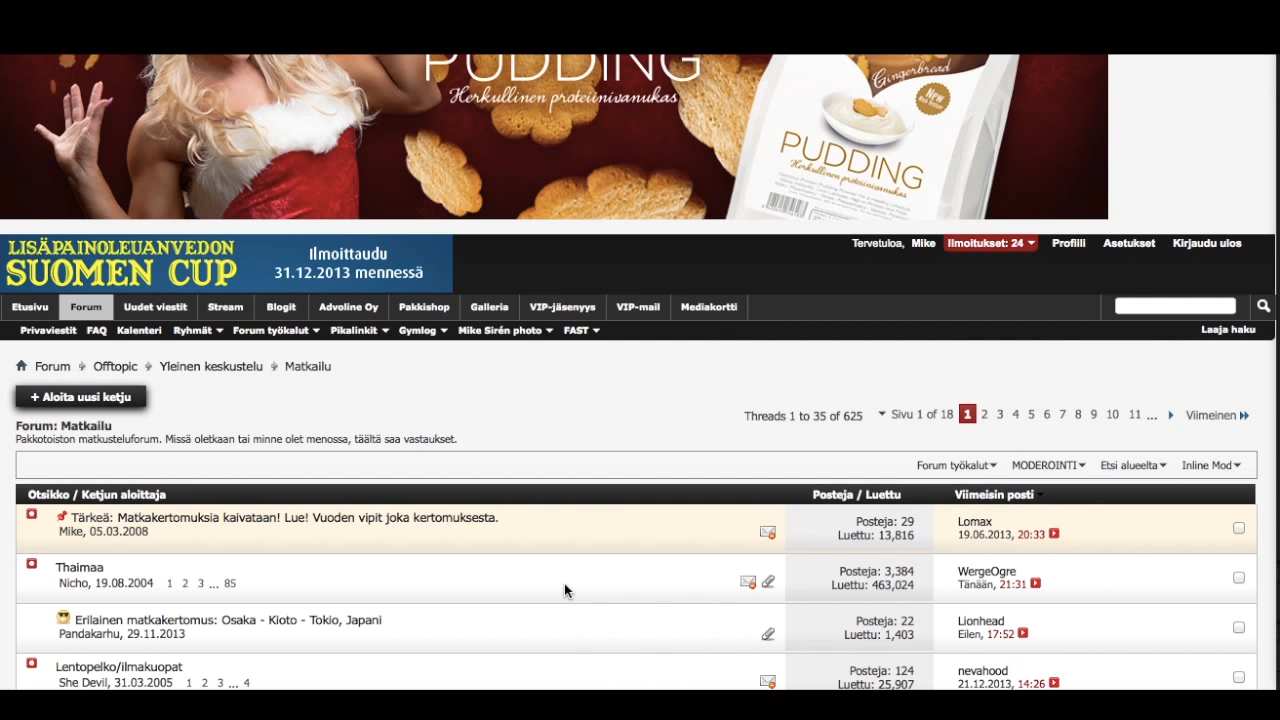 PUDDING
Herkullinen proteiinivanukas
Gingerbread
New
PUDDING
Herkullinen proteiinivanukas
LISÄPAINOLEUANVEDON
SUOMEN CUP
Ilmoittaudu
31.12.2013 mennessä
Tervetuloa, Mike Ilmoitukset: 24 Profiili Asetukset Kirjaudu ulos
Etusivu Forum Uudet viestit Stream Blogit Advoline Oy Pakkishop Galleria VIP-jäsenyys VIP-mail Mediakortti
Privaviestit FAQ Kalenteri Ryhmät Forum työkalut Pikalinkit Gymlog Mike Sirén photo FAST Laaja haku
Forum Offtopic Yleinen keskustelu Matkailu
+ Aloita uusi ketju
Threads 1 to 35 of 625 Sivu 1 of 18 1 2 3 4 5 6 7 8 9 10 11 ... Viimeinen
Forum: Matkailu
Pakkotoiston matkusteluforum. Missä oletkaan tai minne olet menossa, täältä saa vastaukset.
Forum työkalut MODEROINTI Etsi alueelta Inline Mod
Otsikko / Ketjun aloittaja Posteja / Luettu Viimeisin posti
Tärkeä: Matkakertomuksia kaivataan! Lue! Vuoden vipit joka kertomuksesta.
Mike, 05.03.2008
Posteja: 29
Luettu: 13,816
Lomax
19.06.2013, 20:33
Thaimaa
Nicho, 19.08.2004 1 2 3 ... 85
Posteja: 3,384
Luettu: 463,024
WergeOgre
Tänään, 21:31
Erilainen matkakertomus: Osaka - Kioto - Tokio, Japani
Pandakarhu, 29.11.2013
Posteja: 22
Luettu: 1,403
Lionhead
Eilen, 17:52
Lentopelko/ilmakuopat
She Devil, 31.03.2005 1 2 3 ... 4
Posteja: 124
Luettu: 25,907
nevahood
21.12.2013, 14:26